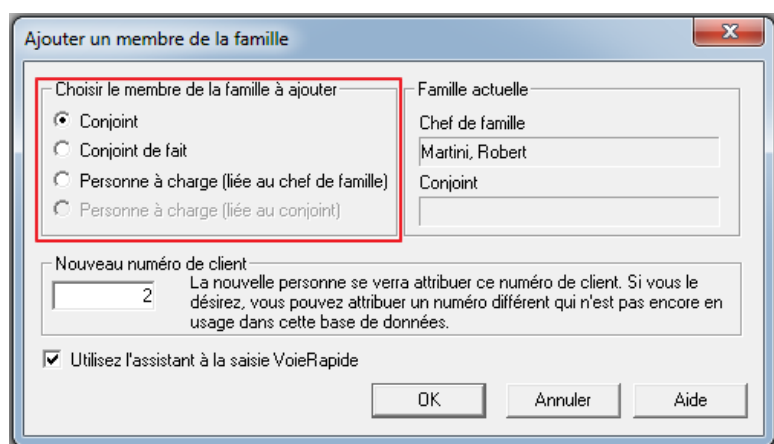 Ajouter un membre de la famille
Choisir le membre de la famille à ajouter
Conjoint
Conjoint de fait
Personne à charge (liée au chef de famille)
Personne à charge (liée au conjoint)
Famille actuelle
Chef de famille
Martini, Robert
Conjoint
Nouveau numéro de client
2
La nouvelle personne se verra attribuer ce numéro de client. Si vous le
désirez, vous pouvez attribuer un numéro différent qui n'est pas encore en
usage dans cette base de données.
Utilisez l'assistant à la saisie VoieRapide
OK
Annuler
Aide